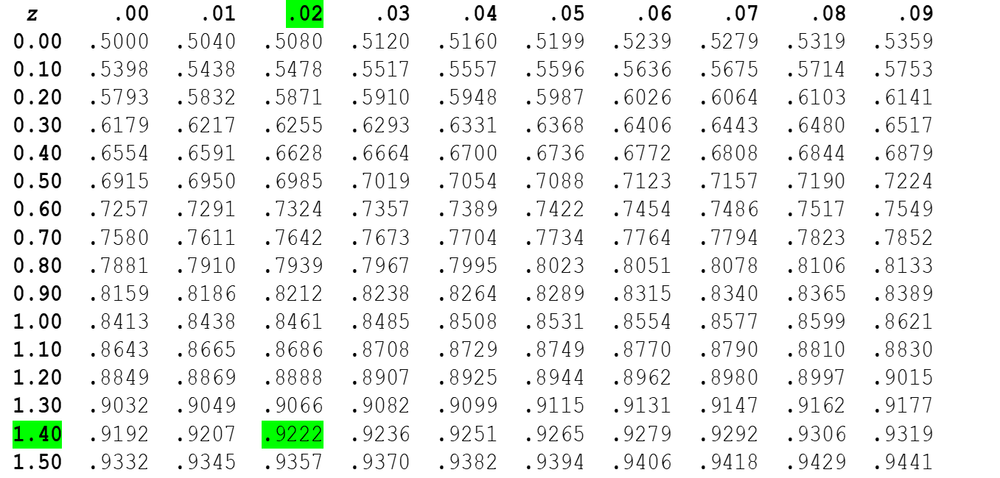 z .00 .01 .02 .03 .04 .05 .06 .07 .08 .09
0.00 .5000 .5040 .5080 .5120 .5160 .5199 .5239 .5279 .5319 .5359
0.10 .5398 .5438 .5478 .5517 .5557 .5596 .5636 .5675 .5714 .5753
0.20 .5793 .5832 .5871 .5910 .5948 .5987 .6026 .6064 .6103 .6141
0.30 .6179 .6217 .6255 .6293 .6331 .6368 .6406 .6443 .6480 .6517
0.40 .6554 .6591 .6628 .6664 .6700 .6736 .6772 .6808 .6844 .6879
0.50 .6915 .6950 .6985 .7019 .7054 .7088 .7123 .7157 .7190 .7224
0.60 .7257 .7291 .7324 .7357 .7389 .7422 .7454 .7486 .7517 .7549
0.70 .7580 .7611 .7642 .7673 .7704 .7734 .7764 .7794 .7823 .7852
0.80 .7881 .7910 .7939 .7967 .7995 .8023 .8051 .8078 .8106 .8133
0.90 .8159 .8186 .8212 .8238 .8264 .8289 .8315 .8340 .8365 .8389
1.00 .8413 .8438 .8461 .8485 .8508 .8531 .8554 .8577 .8599 .8621
1.10 .8643 .8665 .8686 .8708 .8729 .8749 .8770 .8790 .8810 .8830
1.20 .8849 .8869 .8888 .8907 .8925 .8944 .8962 .8980 .8997 .9015
1.30 .9032 .9049 .9066 .9082 .9099 .9115 .9131 .9147 .9162 .9177
1.40 .9192 .9207 .9222 .9236 .9251 .9265 .9279 .9292 .9306 .9319
1.50 .9332 .9345 .9357 .9370 .9382 .9394 .9406 .9418 .9429 .9441